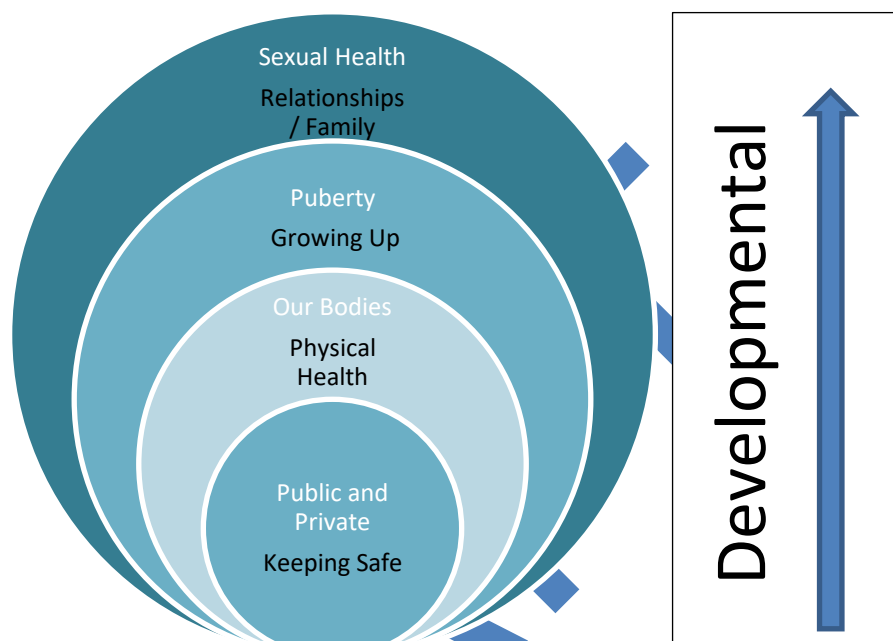 Sexual Health
Relationships
/ Family
Puberty
Growing Up
Our Bodies
Physical
Health
Public and
Private
Keeping Safe
Developmental